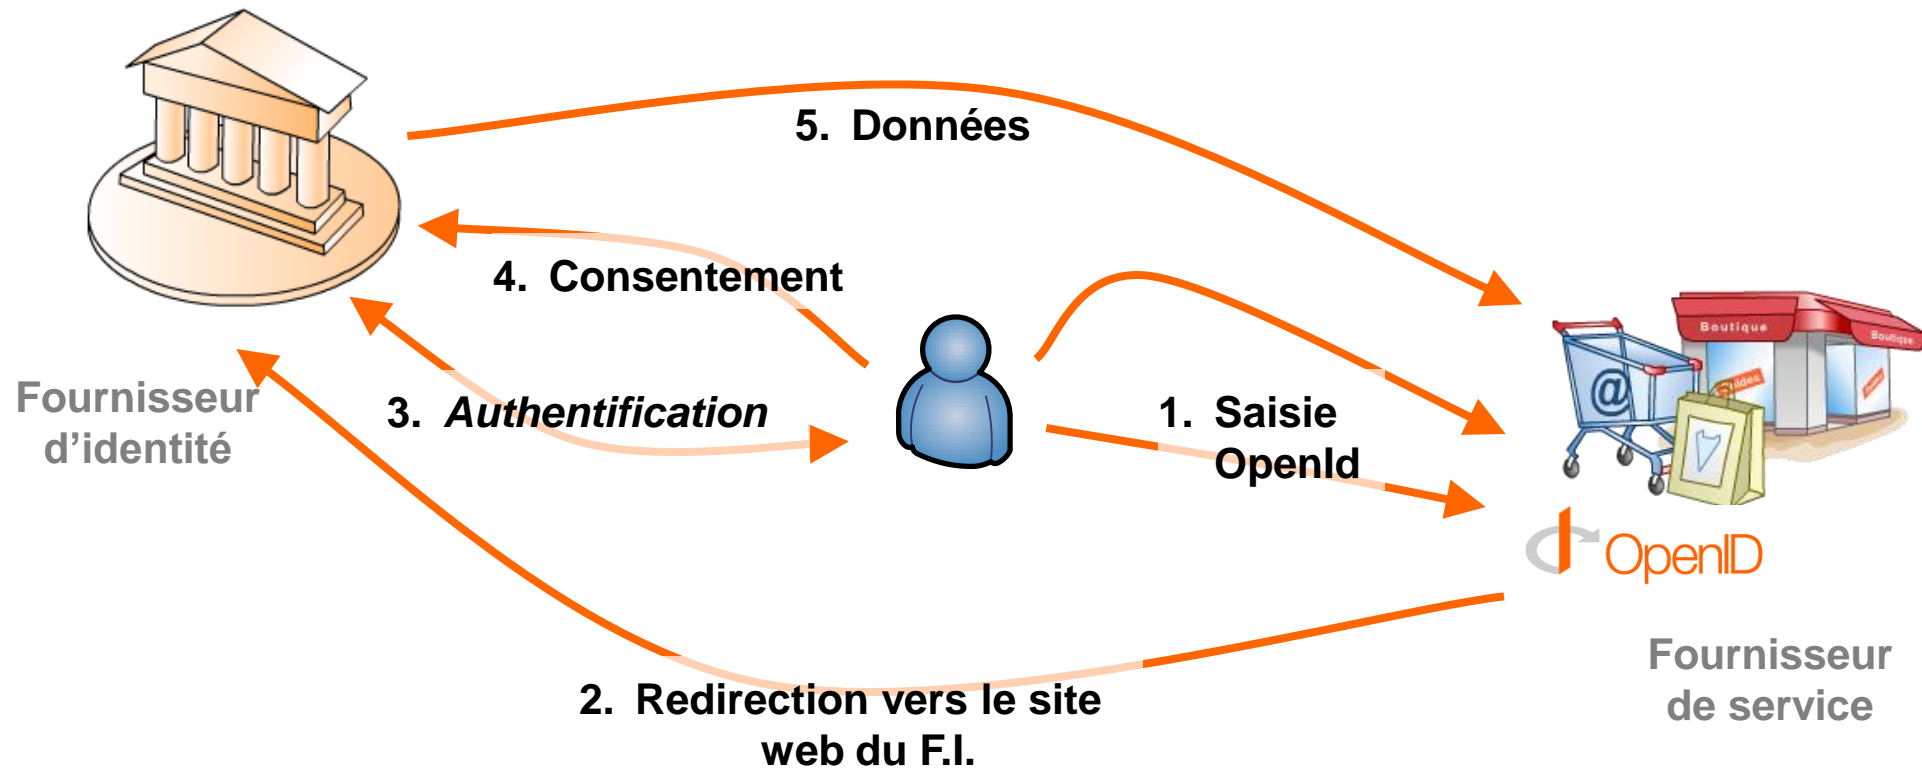 5. Données
4. Consentement
Boutique
Boutique
Soldes
@
Fournisseur
d’identité
3. Authentification
1. Saisie
OpenId
OpenID
2. Redirection vers le site
web du F.I.
Fournisseur
de service